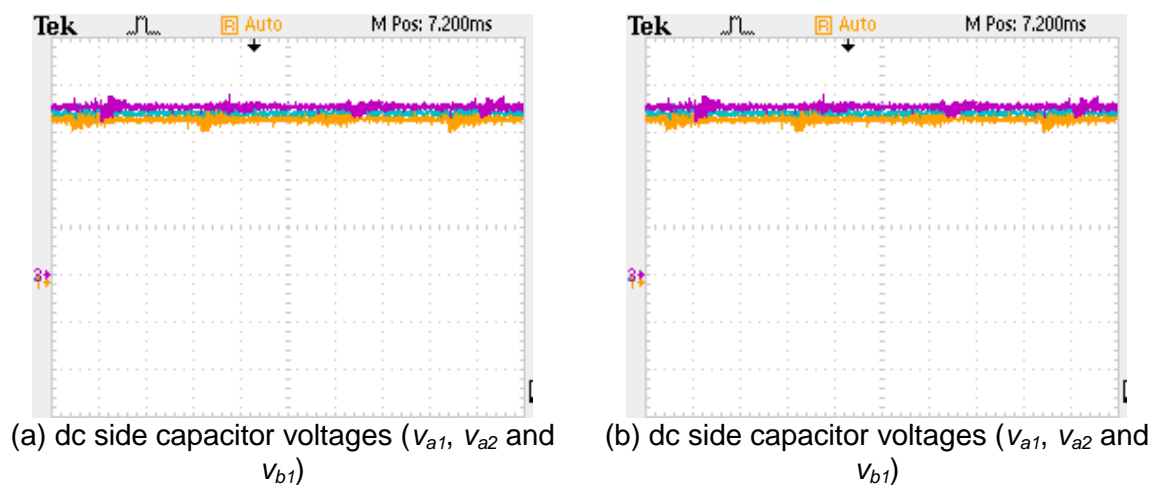 Tek R Auto M Pos: 7.200ms
3
(a) dc side capacitor voltages (va1, va2 and
vb1)
Tek R Auto M Pos: 7.200ms
3
(b) dc side capacitor voltages (va1, va2 and
vb1)